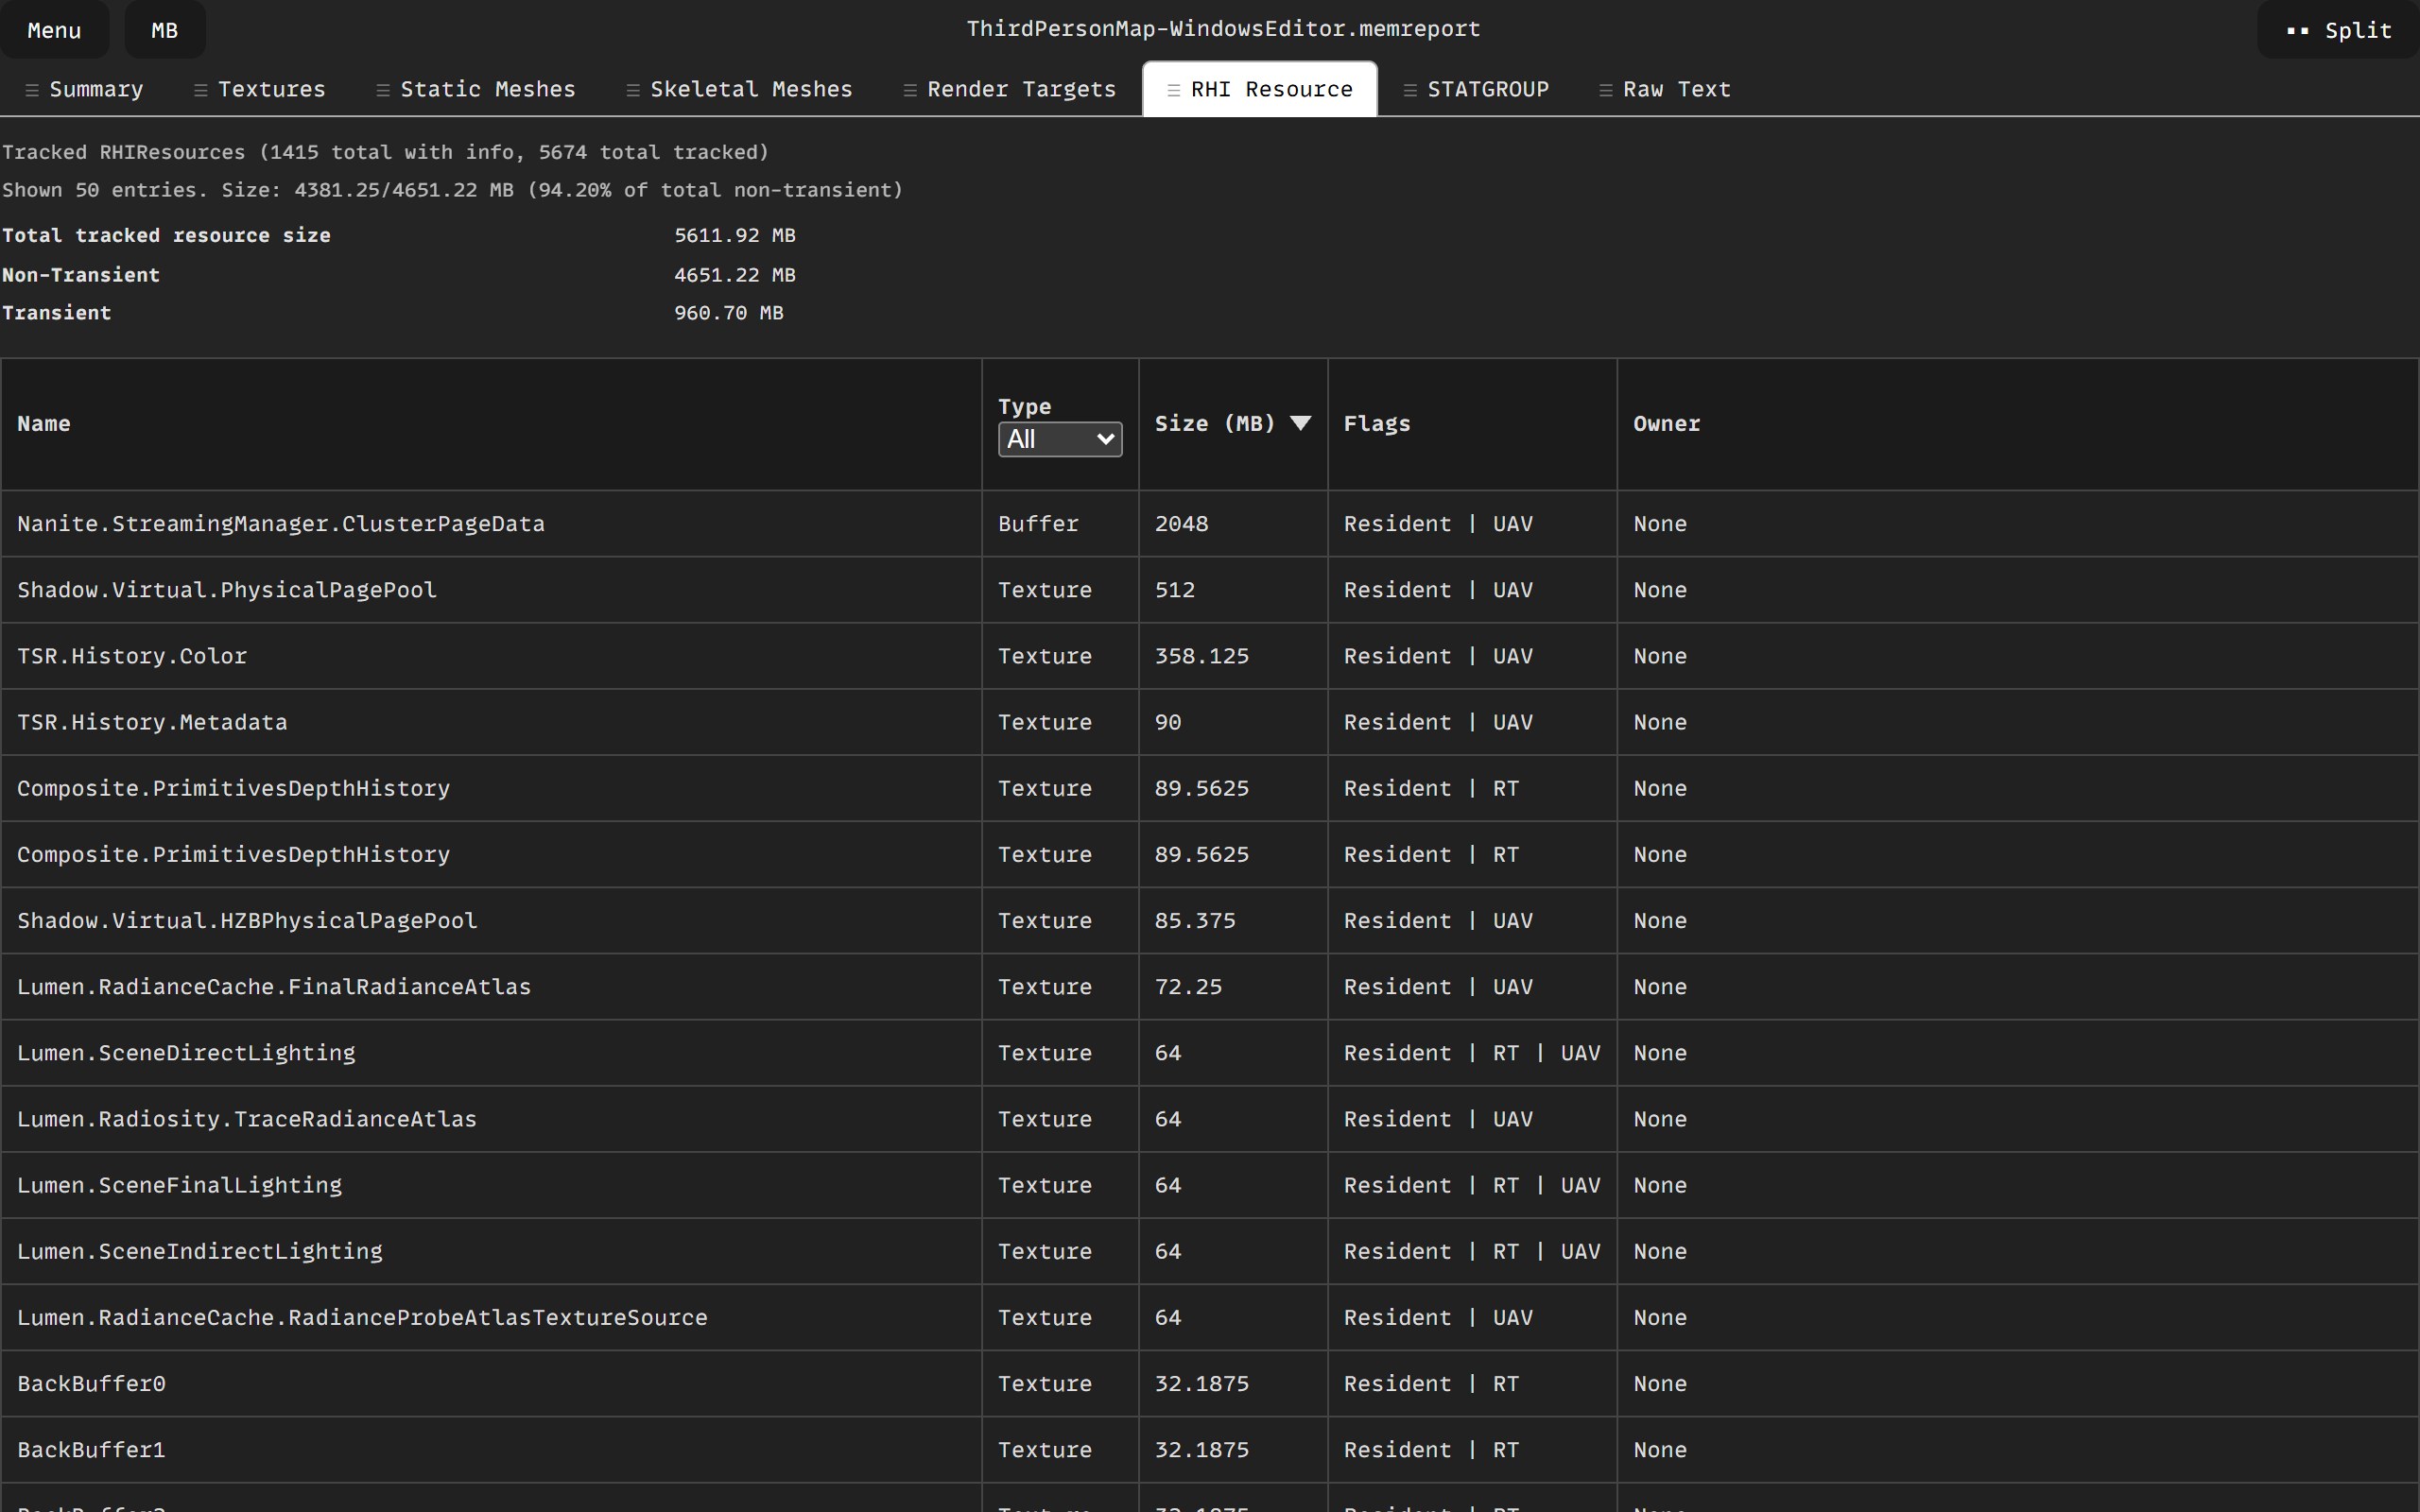 Menu MB ThirdPersonMap-WindowsEditor.memreport Split
Summary Textures Static Meshes Skeletal Meshes Render Targets RHI Resource STATGROUP Raw Text
Tracked RHIResources (1415 total with info, 5674 total tracked)
Shown 50 entries. Size: 4381.25/4651.22 MB (94.20% of total non-transient)
Total tracked resource size 5611.92 MB
Non-Transient 4651.22 MB
Transient 960.70 MB
Name Type All Size (MB) ▼ Flags Owner
Nanite.StreamingManager.ClusterPageData Buffer 2048 Resident | UAV None
Shadow.Virtual.PhysicalPagePool Texture 512 Resident | UAV None
TSR.History.Color Texture 358.125 Resident | UAV None
TSR.History.Metadata Texture 90 Resident | UAV None
Composite.PrimitivesDepthHistory Texture 89.5625 Resident | RT None
Composite.PrimitivesDepthHistory Texture 89.5625 Resident | RT None
Shadow.Virtual.HZBPhysicalPagePool Texture 85.375 Resident | UAV None
Lumen.RadianceCache.FinalRadianceAtlas Texture 72.25 Resident | UAV None
Lumen.SceneDirectLighting Texture 64 Resident | RT | UAV None
Lumen.Radiosity.TraceRadianceAtlas Texture 64 Resident | UAV None
Lumen.SceneFinalLighting Texture 64 Resident | RT | UAV None
Lumen.SceneIndirectLighting Texture 64 Resident | RT | UAV None
Lumen.RadianceCache.RadianceProbeAtlasTextureSource Texture 64 Resident | UAV None
BackBuffer0 Texture 32.1875 Resident | RT None
BackBuffer1 Texture 32.1875 Resident | RT None